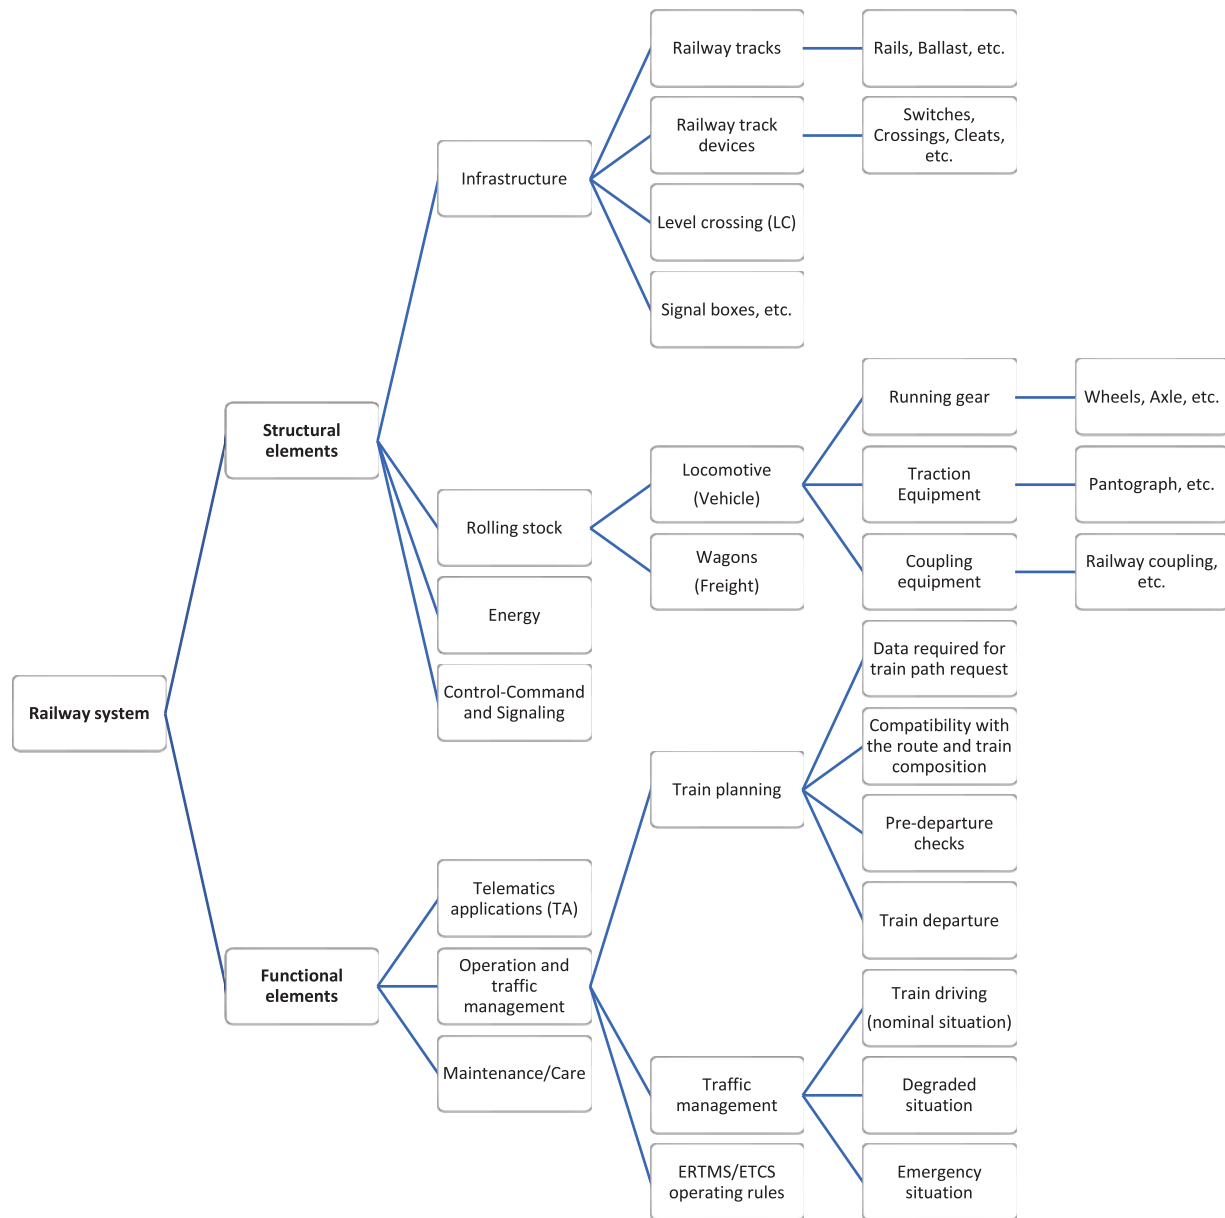 Railway system
Structural
elements
Infrastructure
Railway tracks
Rails, Ballast, etc.
Railway track
devices
Switches,
Crossings, Cleats,
etc.
Level crossing (LC)
Signal boxes, etc.
Rolling stock
Locomotive
(Vehicle)
Running gear
Wheels, Axle, etc.
Traction
Equipment
Pantograph, etc.
Coupling
equipment
Railway coupling,
etc.
Wagons
(Freight)
Energy
Control-Command
and Signaling
Functional
elements
Telematics
applications (TA)
Operation and
traffic
management
Train planning
Data required for
train path request
Compatibility with
the route and train
composition
Pre-departure
checks
Train departure
Traffic
management
Train driving
(nominal situation)
Degraded
situation
Emergency
situation
ERTMS/ETCS
operating rules
Maintenance/Care